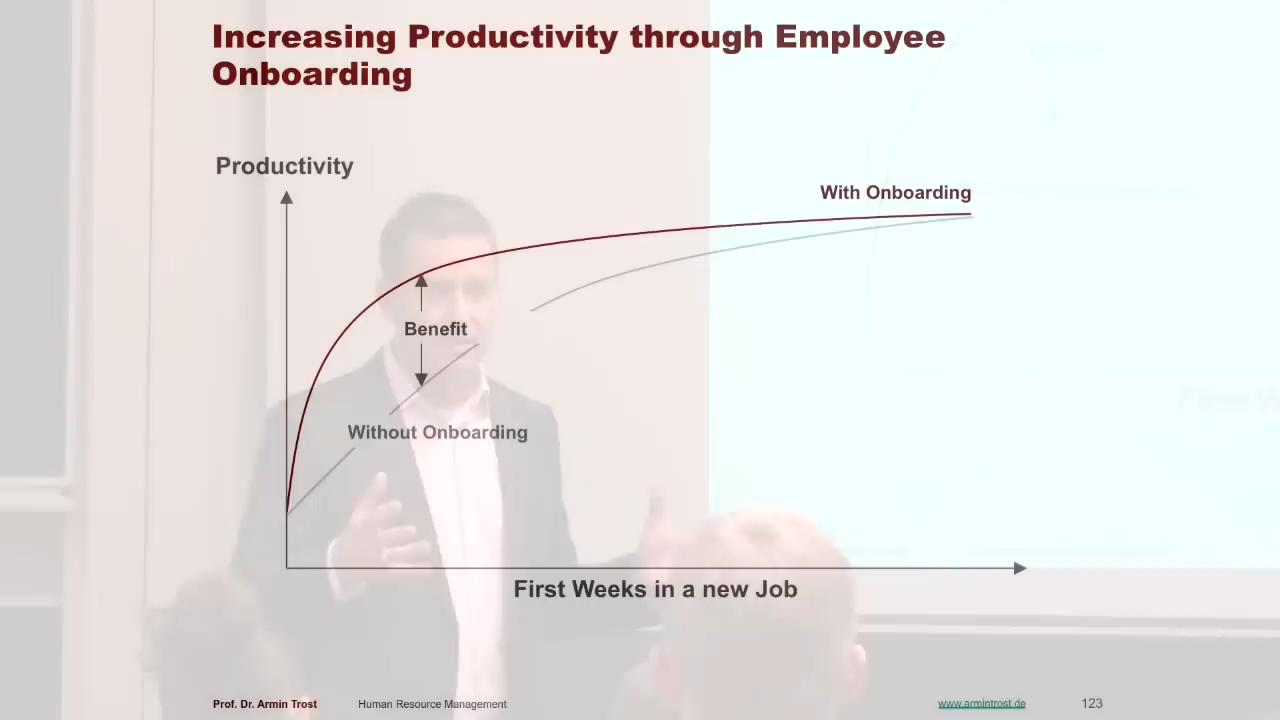 Increasing Productivity through Employee
Onboarding
Productivity
With Onboarding
Benefit
Without Onboarding
First Weeks in a new Job
Prof. Dr. Armin Trost
Human Resource Management
www.armintrost.de
123